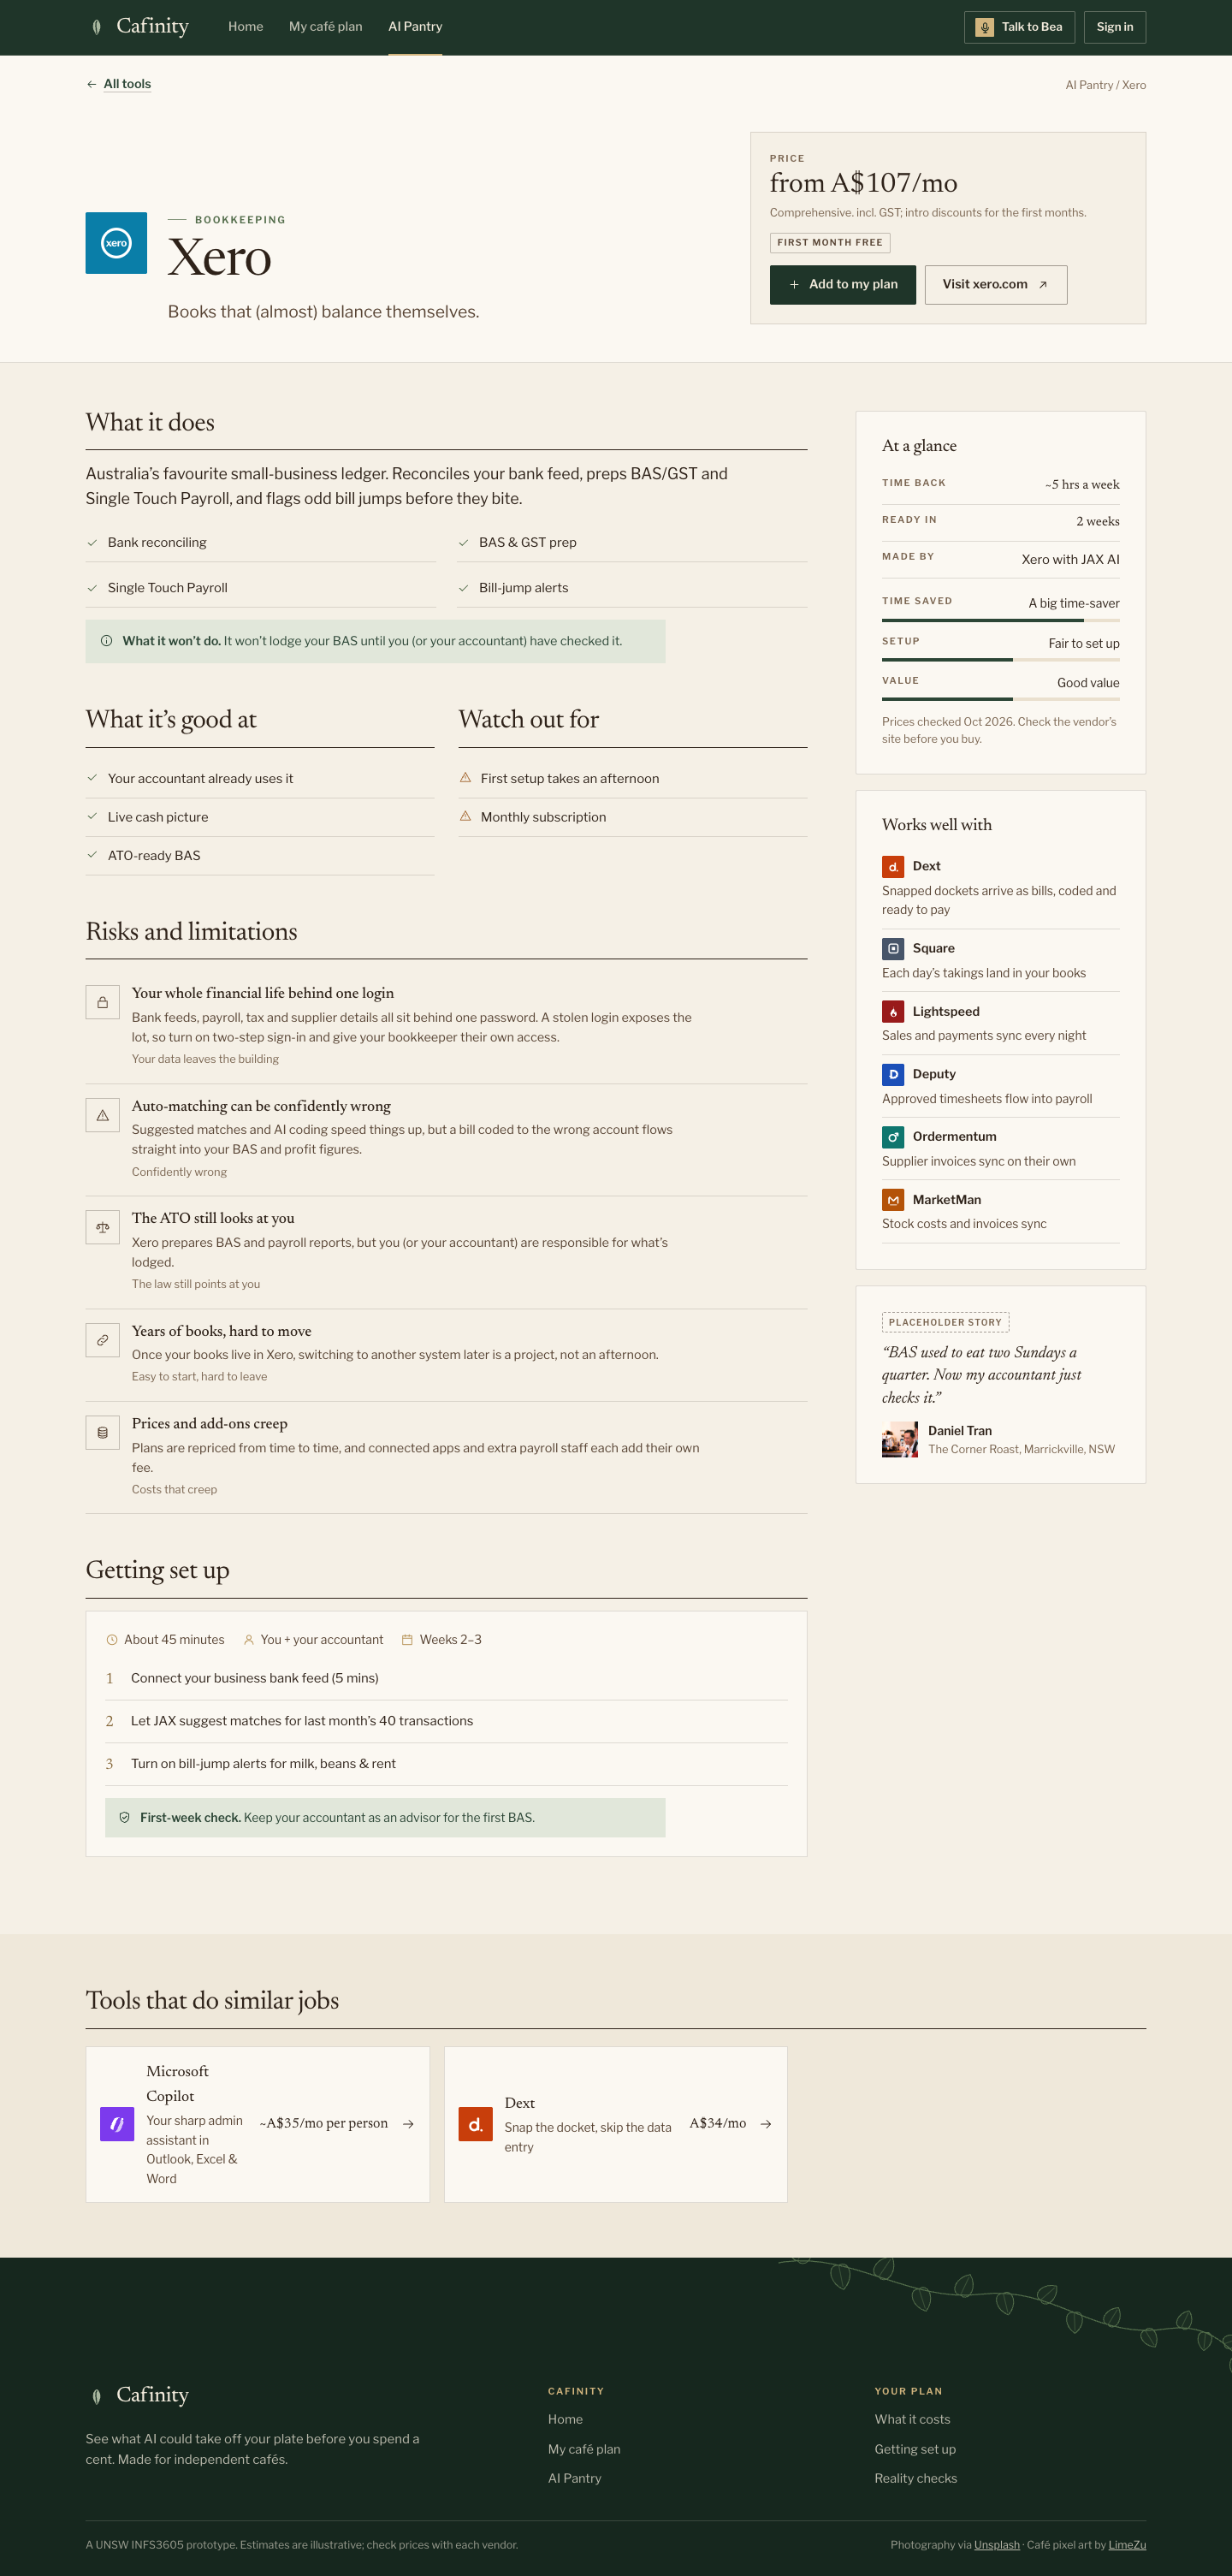 Cafinity
Home
My café plan
AI Pantry
Talk to Bea
Sign in
All tools
AI Pantry / Xero
xero
BOOKKEEPING
Xero
Books that (almost) balance themselves.
PRICE
from A$107/mo
Comprehensive. incl. GST; intro discounts for the first months.
FIRST MONTH FREE
Add to my plan
Visit xero.com
What it does
Australia’s favourite small-business ledger. Reconciles your bank feed, preps BAS/GST and
Single Touch Payroll, and flags odd bill jumps before they bite.
Bank reconciling
BAS & GST prep
Single Touch Payroll
Bill-jump alerts
What it won’t do. It won’t lodge your BAS until you (or your accountant) have checked it.
What it’s good at
Your accountant already uses it
Live cash picture
ATO-ready BAS
Watch out for
First setup takes an afternoon
Monthly subscription
Risks and limitations
Your whole financial life behind one login
Bank feeds, payroll, tax and supplier details all sit behind one password. A stolen login exposes the
lot, so turn on two-step sign-in and give your bookkeeper their own access.
Your data leaves the building
Auto-matching can be confidently wrong
Suggested matches and AI coding speed things up, but a bill coded to the wrong account flows
straight into your BAS and profit figures.
Confidently wrong
The ATO still looks at you
Xero prepares BAS and payroll reports, but you (or your accountant) are responsible for what’s
lodged.
The law still points at you
Years of books, hard to move
Once your books live in Xero, switching to another system later is a project, not an afternoon.
Easy to start, hard to leave
Prices and add-ons creep
Plans are repriced from time to time, and connected apps and extra payroll staff each add their own
fee.
Costs that creep
Getting set up
About 45 minutes
You + your accountant
Weeks 2–3
1 Connect your business bank feed (5 mins)
2 Let JAX suggest matches for last month’s 40 transactions
3 Turn on bill-jump alerts for milk, beans & rent
First-week check. Keep your accountant as an advisor for the first BAS.
At a glance
TIME BACK ~5 hrs a week
READY IN 2 weeks
MADE BY Xero with JAX AI
TIME SAVED A big time-saver
SETUP Fair to set up
VALUE Good value
Prices checked Oct 2026. Check the vendor’s
site before you buy.
Works well with
d. Dext
Snapped dockets arrive as bills, coded and
ready to pay
Square
Each day’s takings land in your books
Lightspeed
Sales and payments sync every night
D Deputy
Approved timesheets flow into payroll
Ordermentum
Supplier invoices sync on their own
MarketMan
Stock costs and invoices sync
PLACEHOLDER STORY
“BAS used to eat two Sundays a
quarter. Now my accountant just
checks it.”
Daniel Tran
The Corner Roast, Marrickville, NSW
Tools that do similar jobs
Microsoft
Copilot
Your sharp admin
assistant in
Outlook, Excel &
Word
~A$35/mo per person
d.
Dext
Snap the docket, skip the data
entry
A$34/mo
Cafinity
See what AI could take off your plate before you spend a
cent. Made for independent cafés.
CAFINITY
Home
My café plan
AI Pantry
YOUR PLAN
What it costs
Getting set up
Reality checks
A UNSW INFS3605 prototype. Estimates are illustrative; check prices with each vendor.
Photography via Unsplash · Café pixel art by LimeZu